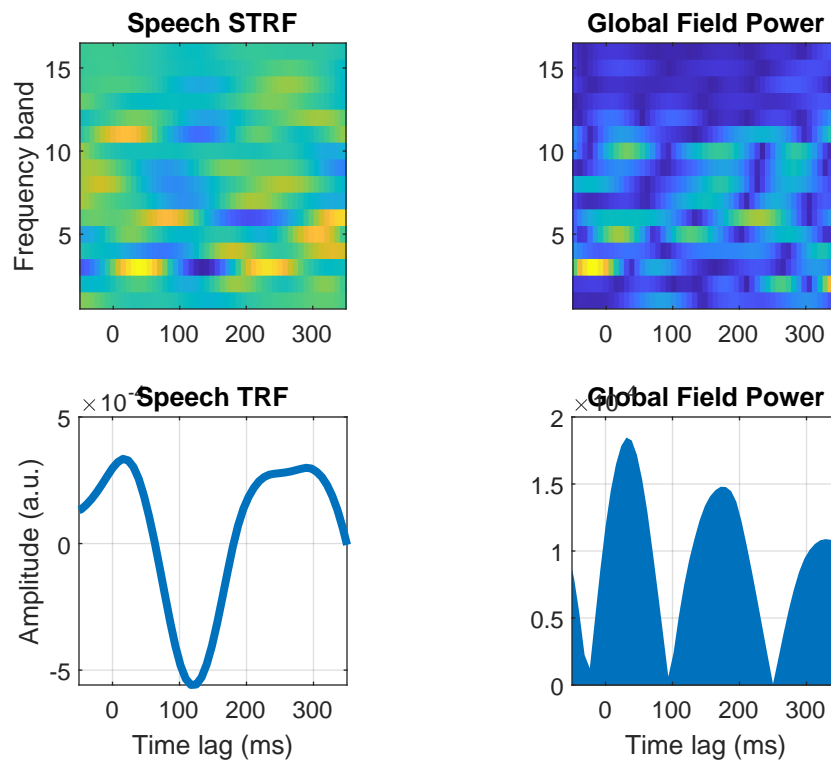 Speech STRF
Frequency band
15
10
5
0 100 200 300
Global Field Power
15
10
5
0 100 200 300
Speech TRF
× 10-4
Amplitude (a.u.)
5
0
-5
0 100 200 300
Time lag (ms)
Global Field Power
× 10-4
2
1.5
1
0.5
0
0 100 200 300
Time lag (ms)